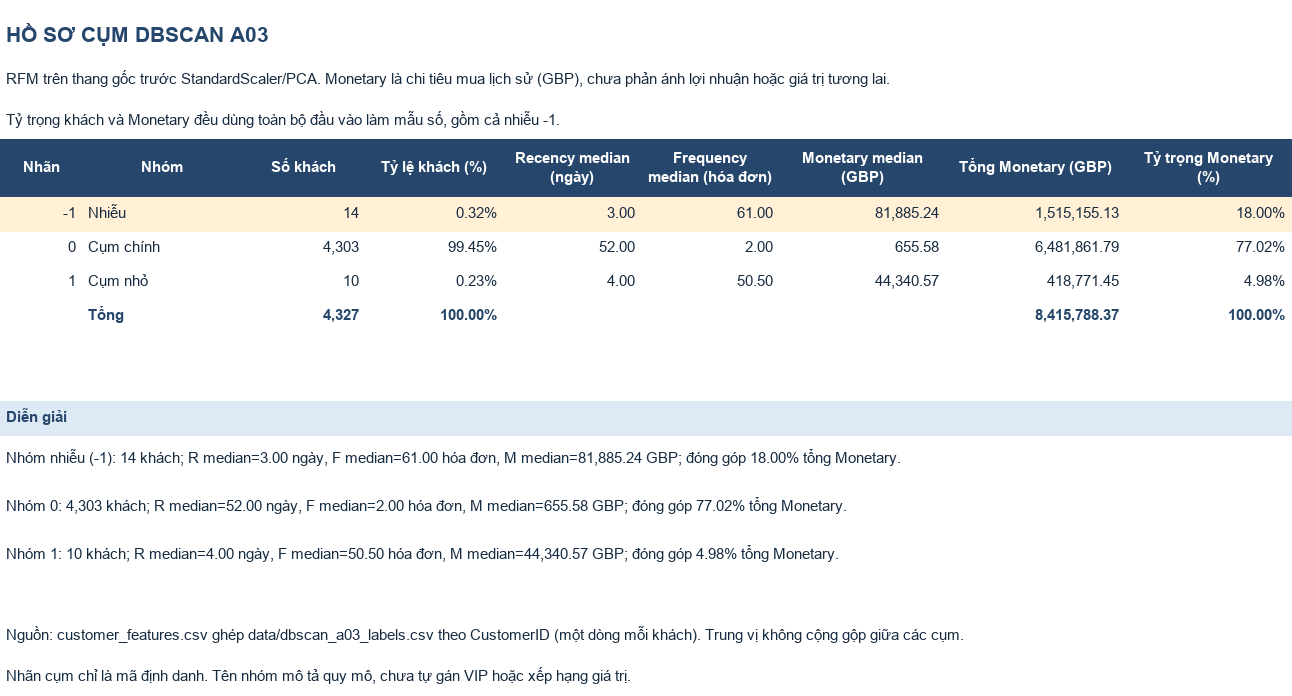 HỒ SƠ CỤM DBSCAN A03
RFM trên thang gốc trước StandardScaler/PCA. Monetary là chi tiêu mua lịch sử (GBP), chưa phản ánh lợi nhuận hoặc giá trị tương lai.
Tỷ trọng khách và Monetary đều dùng toàn bộ đầu vào làm mẫu số, gồm cả nhiễu -1.
Nhãn Nhóm Số khách Tỷ lệ khách (%) Recency median (ngày) Frequency median (hóa đơn) Monetary median (GBP) Tổng Monetary (GBP) Tỷ trọng Monetary (%)
-1 Nhiễu 14 0.32% 3.00 61.00 81,885.24 1,515,155.13 18.00%
0 Cụm chính 4,303 99.45% 52.00 2.00 655.58 6,481,861.79 77.02%
1 Cụm nhỏ 10 0.23% 4.00 50.50 44,340.57 418,771.45 4.98%
Tổng 4,327 100.00% 8,415,788.37 100.00%
Diễn giải
Nhóm nhiễu (-1): 14 khách; R median=3.00 ngày, F median=61.00 hóa đơn, M median=81,885.24 GBP; đóng góp 18.00% tổng Monetary.
Nhóm 0: 4,303 khách; R median=52.00 ngày, F median=2.00 hóa đơn, M median=655.58 GBP; đóng góp 77.02% tổng Monetary.
Nhóm 1: 10 khách; R median=4.00 ngày, F median=50.50 hóa đơn, M median=44,340.57 GBP; đóng góp 4.98% tổng Monetary.
Nguồn: customer_features.csv ghép data/dbscan_a03_labels.csv theo CustomerID (một dòng mỗi khách). Trung vị không cộng gộp giữa các cụm.
Nhãn cụm chỉ là mã định danh. Tên nhóm mô tả quy mô, chưa tự gán VIP hoặc xếp hạng giá trị.